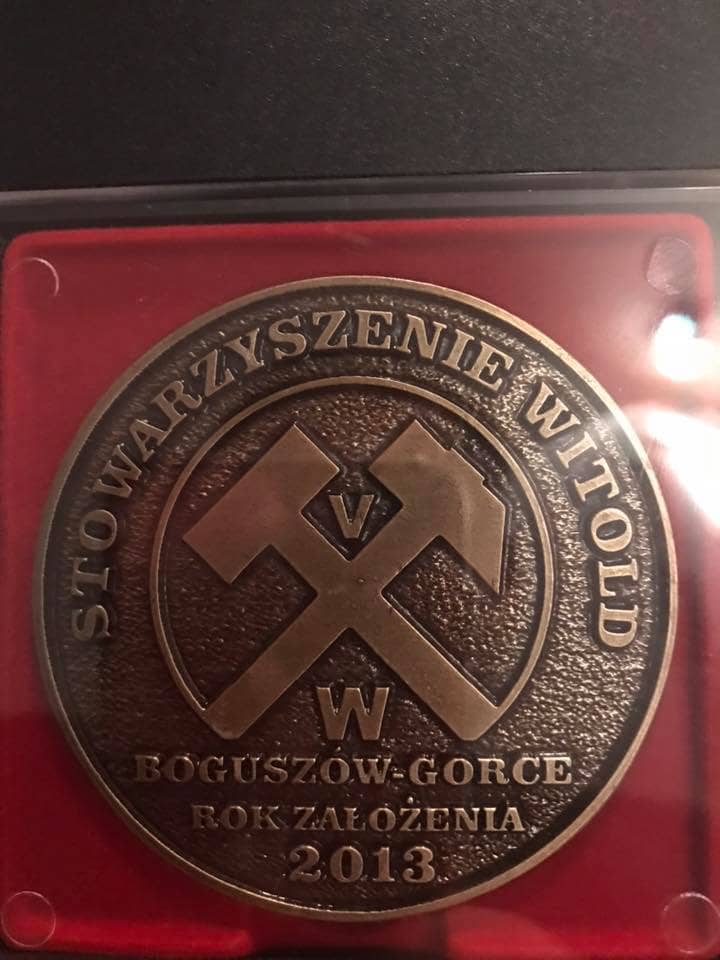 STOWARZYSZENIE WITOLD
V
W
BOGUSZÓW-GORCE
ROK ZAŁOŻENIA
2013